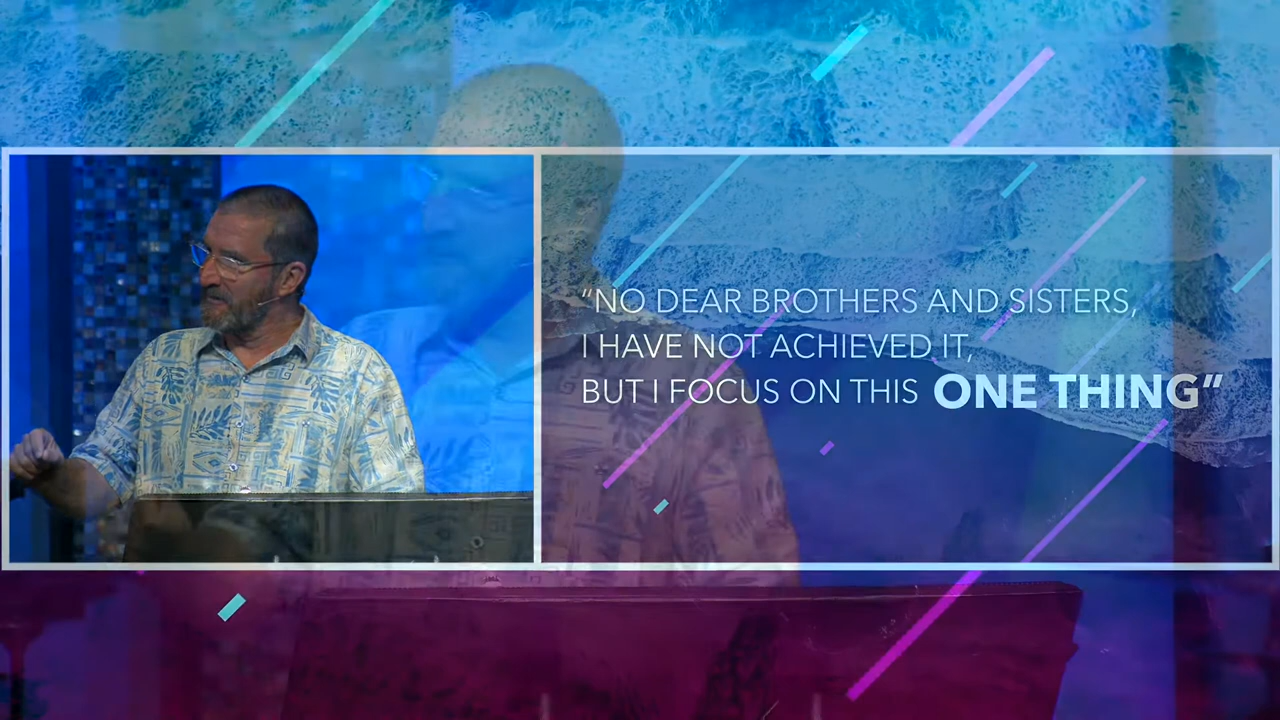 “NO DEAR BROTHERS AND SISTERS,
I HAVE NOT ACHIEVED IT,
BUT I FOCUS ON THIS ONE THING”